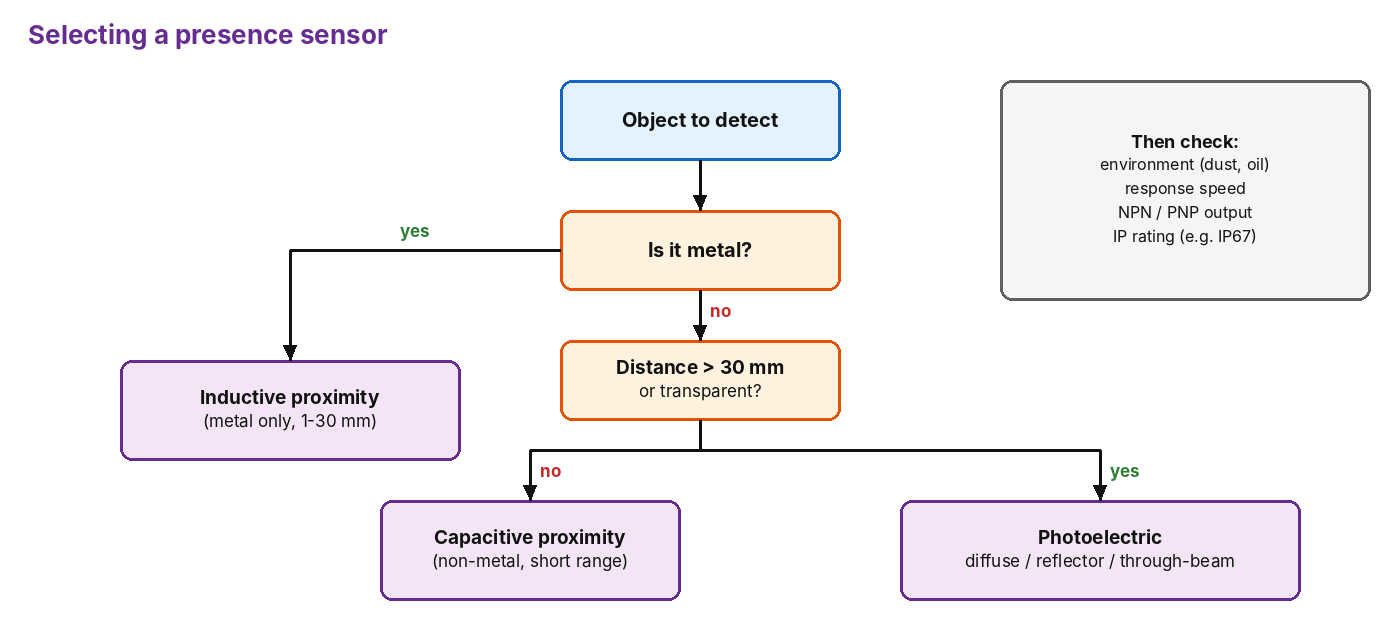 Selecting a presence sensor
Object to detect
Then check:
environment (dust, oil)
response speed
NPN / PNP output
IP rating (e.g. IP67)
yes
Is it metal?
no
Distance > 30 mm
or transparent?
Inductive proximity
(metal only, 1-30 mm)
no
yes
Capacitive proximity
(non-metal, short range)
Photoelectric
diffuse / reflector / through-beam